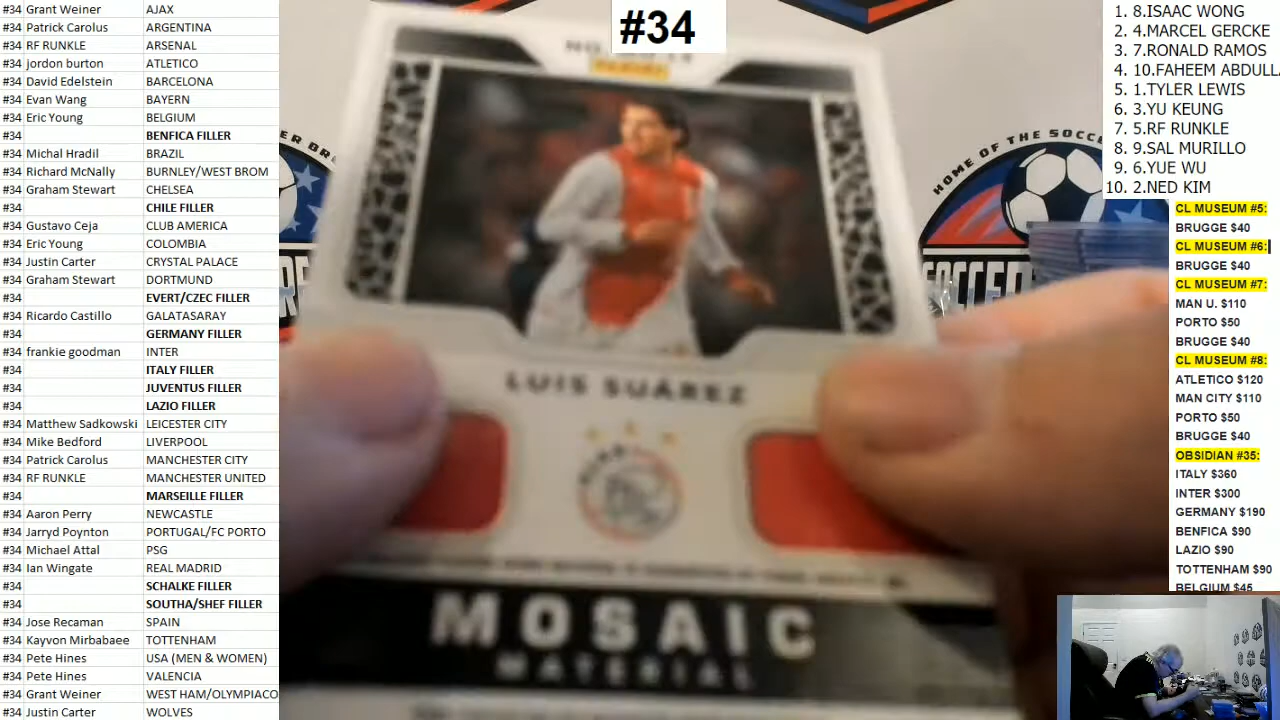 #34 Grant Weiner AJAX
#34 Patrick Carolus ARGENTINA
#34 RF RUNKLE ARSENAL
#34 jordon burton ATLETICO
#34 David Edelstein BARCELONA
#34 Evan Wang BAYERN
#34 Eric Young BELGIUM
#34 BENFICA FILLER
#34 Michal Hradil BRAZIL
#34 Richard McNally BURNLEY/WEST BROM
#34 Graham Stewart CHELSEA
#34 CHILE FILLER
#34 Gustavo Ceja CLUB AMERICA
#34 Eric Young COLOMBIA
#34 Justin Carter CRYSTAL PALACE
#34 Graham Stewart DORTMUND
#34 EVERT/CZEC FILLER
#34 Ricardo Castillo GALATASARAY
#34 GERMANY FILLER
#34 frankie goodman INTER
#34 ITALY FILLER
#34 JUVENTUS FILLER
#34 LAZIO FILLER
#34 Matthew Sadkowski LEICESTER CITY
#34 Mike Bedford LIVERPOOL
#34 Patrick Carolus MANCHESTER CITY
#34 RF RUNKLE MANCHESTER UNITED
#34 MARSEILLE FILLER
#34 Aaron Perry NEWCASTLE
#34 Jarryd Poynton PORTUGAL/FC PORTO
#34 Michael Attal PSG
#34 Ian Wingate REAL MADRID
#34 SCHALKE FILLER
#34 SOUTHA/SHEF FILLER
#34 Jose Recaman SPAIN
#34 Kayvon Mirbabaee TOTTENHAM
#34 Pete Hines USA (MEN & WOMEN)
#34 Pete Hines VALENCIA
#34 Grant Weiner WEST HAM/OLYMPIACO
#34 Justin Carter WOLVES
#34
PANINI
LUIS SUÁREZ
MOSAIC
MATERIAL
HOME OF THE SOCCE
SOCCER
1. 8.ISAAC WONG
2. 4.MARCEL GERCKE
3. 7.RONALD RAMOS
4. 10.FAHEEM ABDULL
5. 1.TYLER LEWIS
6. 3.YU KEUNG
7. 5.RF RUNKLE
8. 9.SAL MURILLO
9. 6.YUE WU
10. 2.NED KIM
CL MUSEUM #5:
BRUGGE $40
CL MUSEUM #6:
BRUGGE $40
CL MUSEUM #7:
MAN U. $110
PORTO $50
BRUGGE $40
CL MUSEUM #8:
ATLETICO $120
MAN CITY $110
PORTO $50
BRUGGE $40
OBSIDIAN #35:
ITALY $360
INTER $300
GERMANY $190
BENFICA $90
LAZIO $90
TOTTENHAM $90
BELGIUM $45